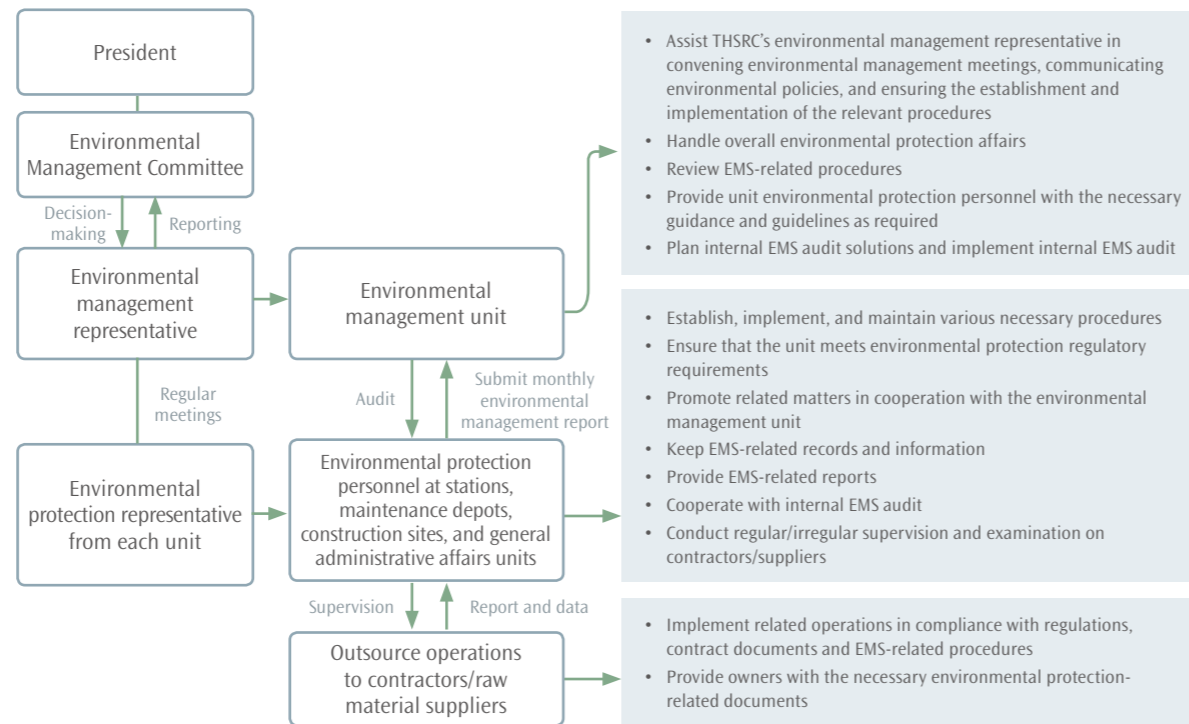 President
Environmental
Management Committee
Decision-
making
Reporting
Environmental
management
representative
Environmental
management unit
Regular
meetings
Audit
Submit monthly
environmental
management report
Environmental
protection representative
from each unit
Environmental protection
personnel at stations,
maintenance depots,
construction sites, and general
administrative affairs units
Supervision
Report and data
Outsource operations
to contractors/raw
material suppliers
• Assist THSRC's environmental management representative in
convening environmental management meetings, communicating
environmental policies, and ensuring the establishment and
implementation of the relevant procedures
• Handle overall environmental protection affairs
• Review EMS-related procedures
• Provide unit environmental protection personnel with the necessary
guidance and guidelines as required
• Plan internal EMS audit solutions and implement internal EMS audit
• Establish, implement, and maintain various necessary procedures
• Ensure that the unit meets environmental protection regulatory
requirements
• Promote related matters in cooperation with the environmental
management unit
• Keep EMS-related records and information
• Provide EMS-related reports
• Cooperate with internal EMS audit
• Conduct regular/irregular supervision and examination on
contractors/suppliers
• Implement related operations in compliance with regulations,
contract documents and EMS-related procedures
• Provide owners with the necessary environmental protection-
related documents